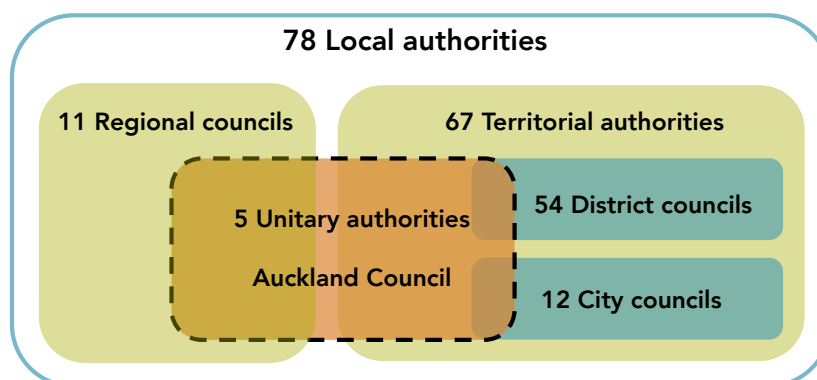 78 Local authorities
11 Regional councils
67 Territorial authorities
5 Unitary authorities
Auckland Council
54 District councils
12 City councils